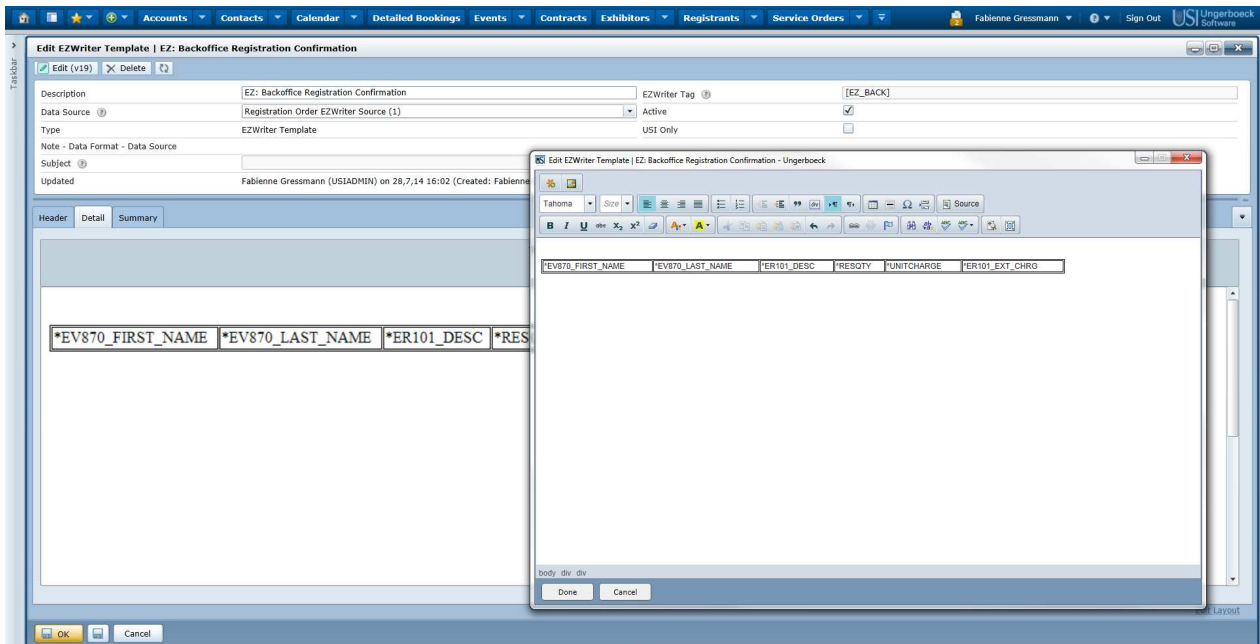 Accounts Contacts Calendar Detailed Bookings Events Contracts Exhibitors Registrants Service Orders Fabienne Gressmann Sign Out USI Ungerboeck Software
Taskbar
Edit EZWriter Template | EZ: Backoffice Registration Confirmation
Edit (v19) Delete
Description EZ: Backoffice Registration Confirmation EZWriter Tag [EZ_BACK]
Data Source Registration Order EZWriter Source (1) Active
Type EZWriter Template USI Only
Note - Data Format - Data Source
Subject
Updated Fabienne Gressmann (USIADMIN) on 28,7,14 16:02 (Created: Fabienne
Header Detail Summary
*EV870_FIRST_NAME *EV870_LAST_NAME *ER101_DESC *RES
Edit EZWriter Template | EZ: Backoffice Registration Confirmation - Ungerboeck
Tahoma Size Source
B I U abc X2 X2 A A
*EV870_FIRST_NAME *EV870_LAST_NAME *ER101_DESC *RESQTY *UNITCHARGE *ER101_EXT_CHRG
body div div
Done Cancel
Layout
OK Cancel